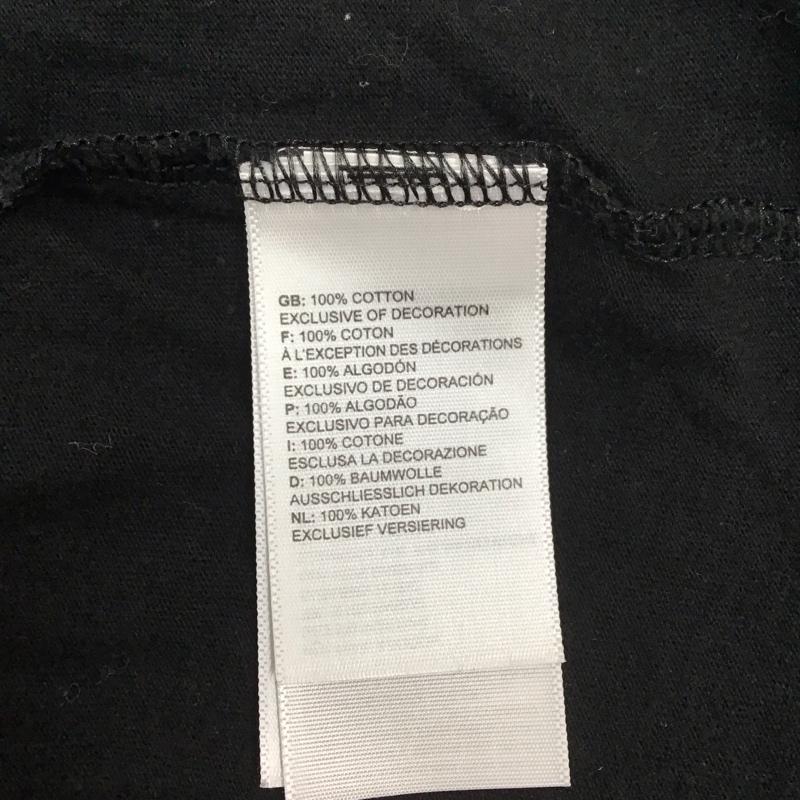 GB: 100% COTTON
EXCLUSIVE OF DECORATION
F: 100% COTON
À L'EXCEPTION DES DÉCORATIONS
E: 100% ALGODÓN
EXCLUSIVO DE DECORACIÓN
P: 100% ALGODÃO
EXCLUSIVO PARA DECORAÇÃO
I: 100% COTONE
ESCLUSA LA DECORAZIONE
D: 100% BAUMWOLLE
AUSSCHLIESSLICH DEKORATION
NL: 100% KATOEN
EXCLUSIEF VERSIERING